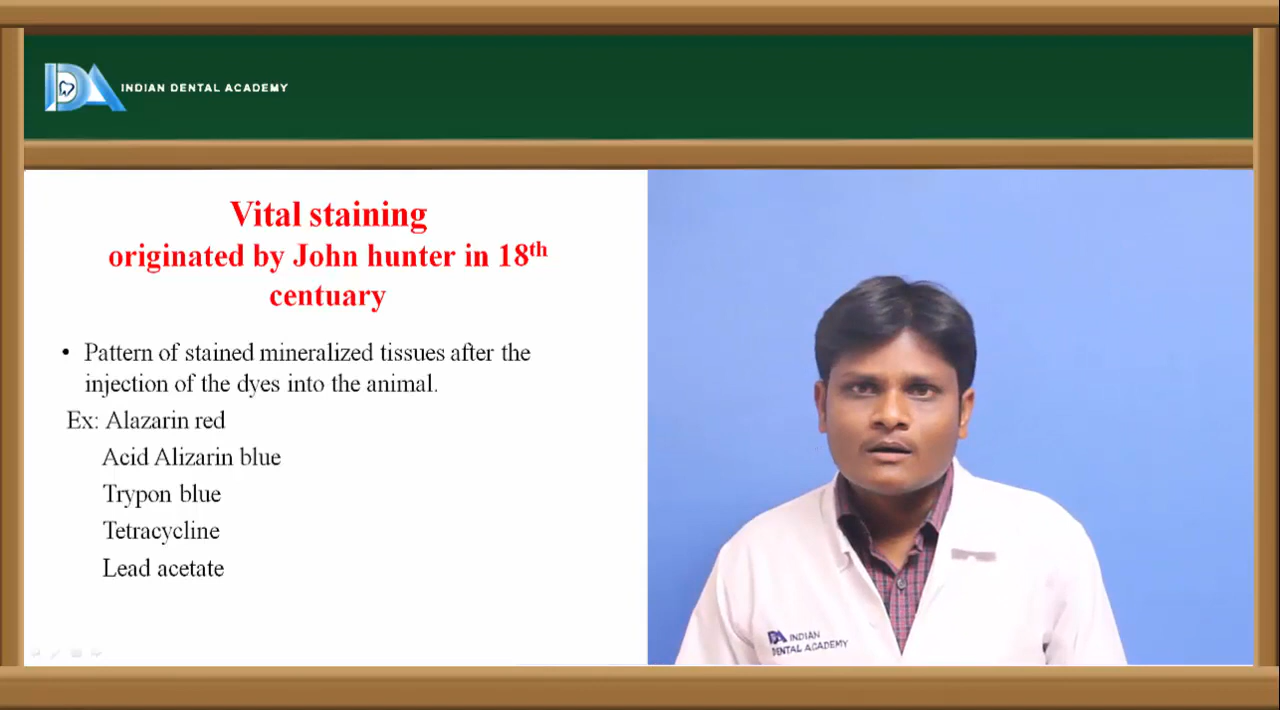 IDA INDIAN DENTAL ACADEMY
Vital staining
originated by John hunter in 18th
centuary
• Pattern of stained mineralized tissues after the
injection of the dyes into the animal.
Ex: Alazarin red
Acid Alizarin blue
Trypon blue
Tetracycline
Lead acetate
IDA INDIAN
DENTAL ACADEMY